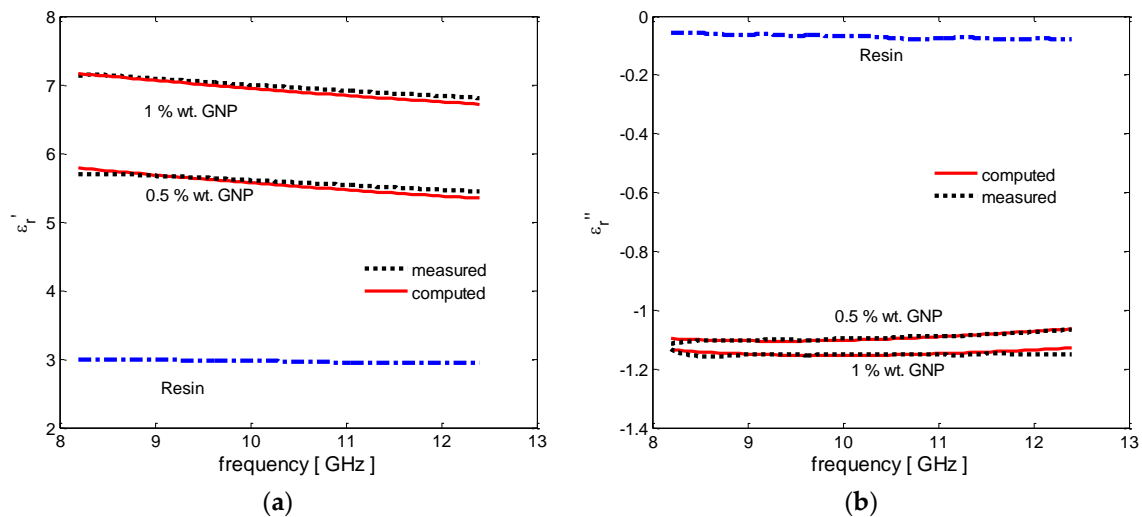 8
7
6
5
4
3
2
εr'
1 % wt. GNP
0.5 % wt. GNP
measured
computed
Resin
8 9 10 11 12 13
frequency [ GHz ]
(a)
0
-0.2
-0.4
-0.6
-0.8
-1
-1.2
-1.4
εr''
Resin
computed
measured
0.5 % wt. GNP
1 % wt. GNP
8 9 10 11 12 13
frequency [ GHz ]
(b)